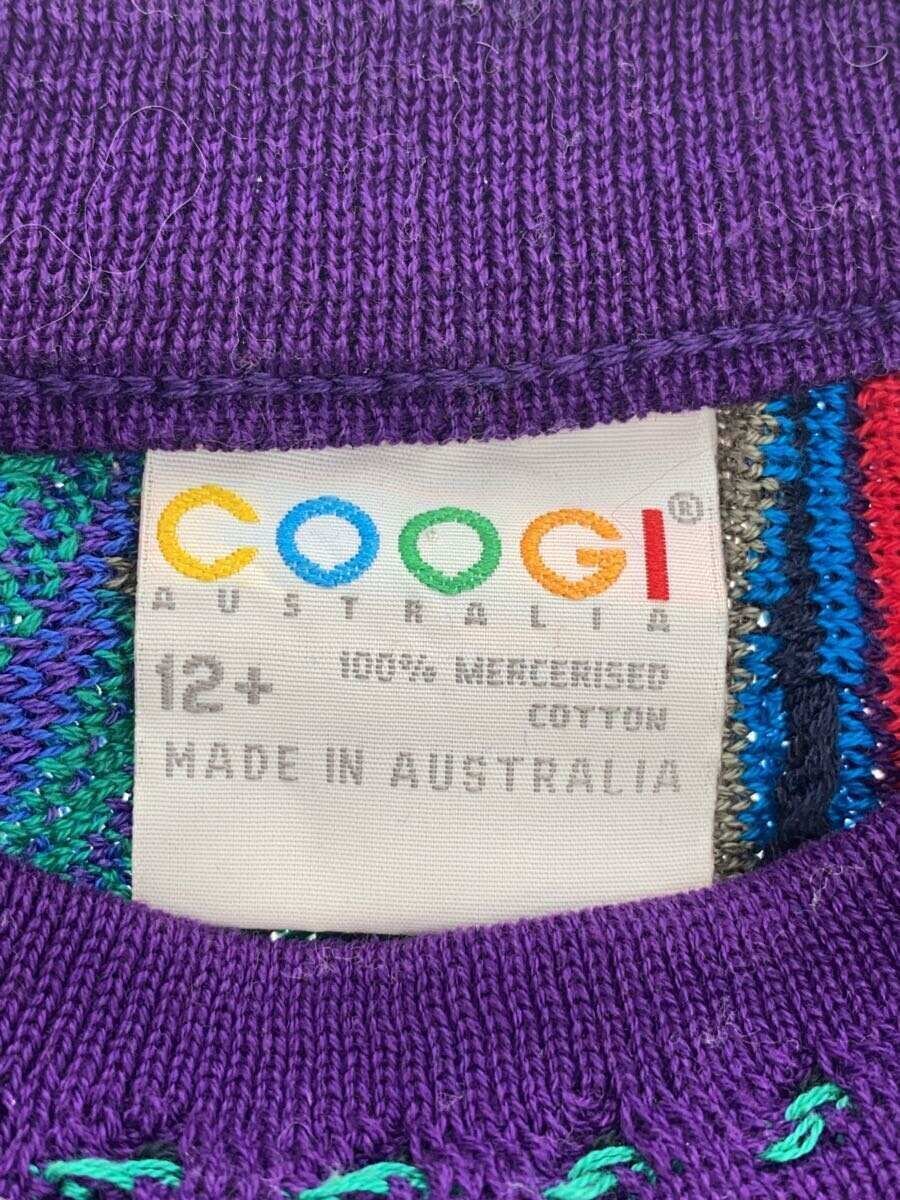 COOGI®
AUSTRALIA
12+ 100% MERCERISED
COTTON
MADE IN AUSTRALIA